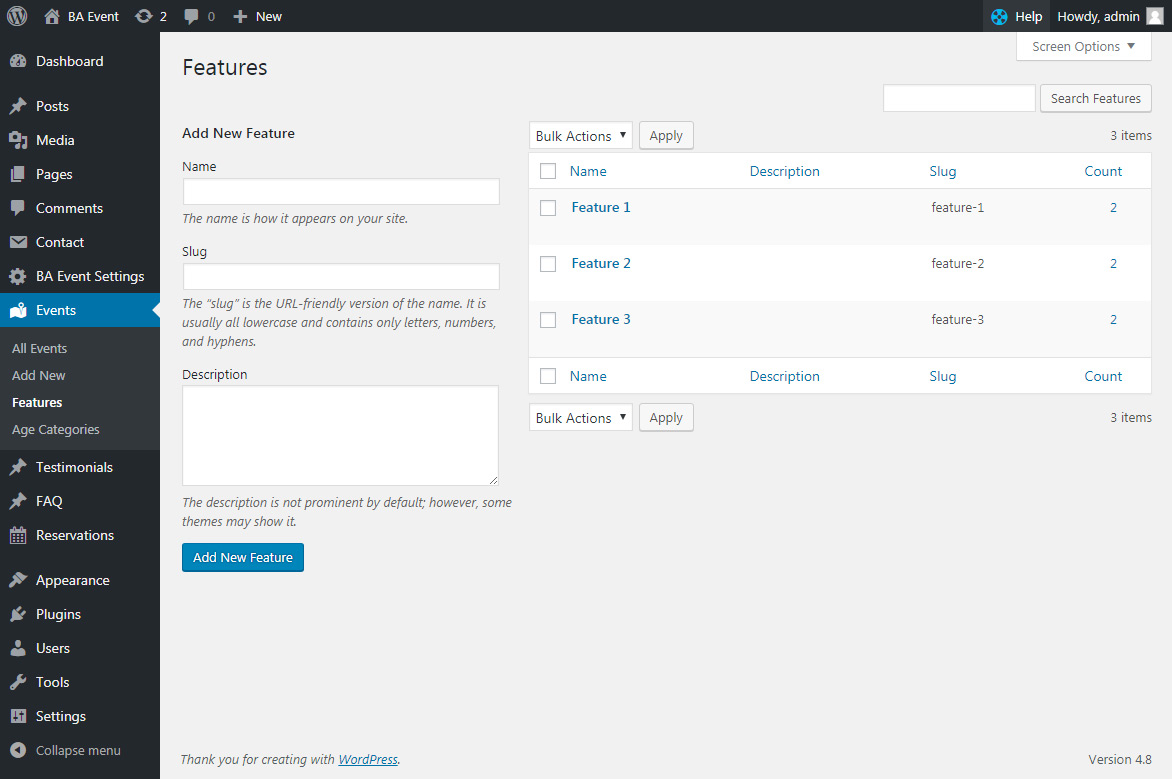 BA Event 2 0 New Help Howdy, admin
Screen Options
Dashboard
Posts
Media
Pages
Comments
Contact
BA Event Settings
Events
All Events
Add New
Features
Age Categories
Testimonials
FAQ
Reservations
Appearance
Plugins
Users
Tools
Settings
Collapse menu
Features
Search Features
Add New Feature
Name
The name is how it appears on your site.
Slug
The “slug” is the URL-friendly version of the name. It is
usually all lowercase and contains only letters, numbers,
and hyphens.
Description
The description is not prominent by default; however, some
themes may show it.
Add New Feature
Bulk Actions Apply 3 items
Name Description Slug Count
Feature 1 feature-1 2
Feature 2 feature-2 2
Feature 3 feature-3 2
Name Description Slug Count
Bulk Actions Apply 3 items
Thank you for creating with WordPress. Version 4.8